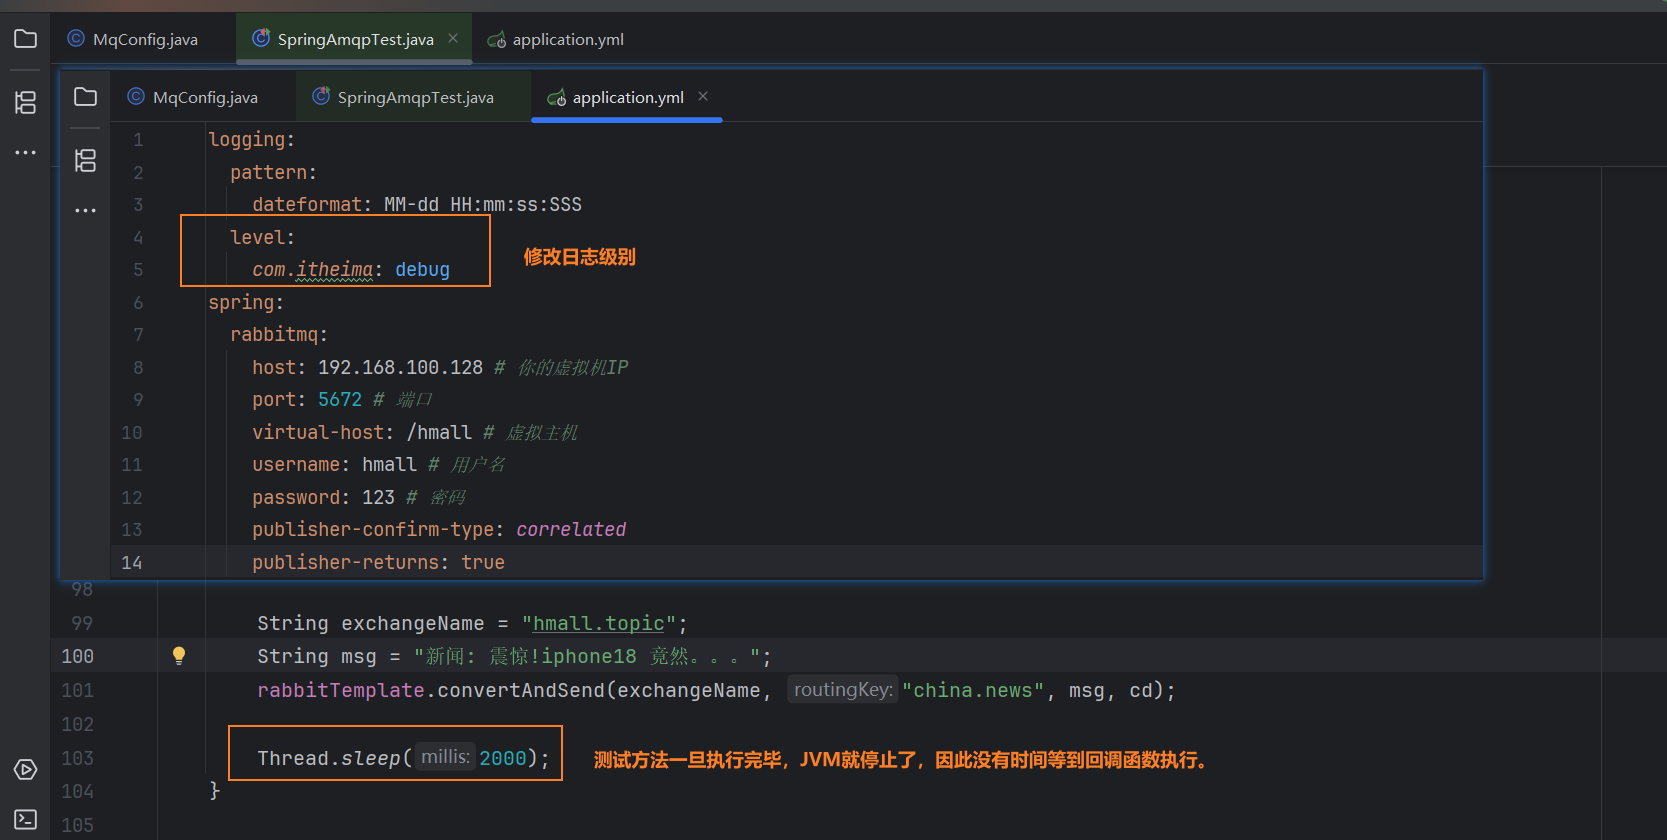 MqConfig.java SpringAmqpTest.java application.yml
MqConfig.java SpringAmqpTest.java application.yml
1 logging:
2 pattern:
3 dateformat: MM-dd HH:mm:ss:SSS
4 level:
5 com.itheima: debug
修改日志级别
6 spring:
7 rabbitmq:
8 host: 192.168.100.128 # 你的虚拟机IP
9 port: 5672 # 端口
10 virtual-host: /hmall # 虚拟主机
11 username: hmall # 用户名
12 password: 123 # 密码
13 publisher-confirm-type: correlated
14 publisher-returns: true
98
99 String exchangeName = "hmall.topic";
100 String msg = "新闻: 震惊!iphone18 竟然。。。";
101 rabbitTemplate.convertAndSend(exchangeName, routingKey: "china.news", msg, cd);
102
103 Thread.sleep( millis: 2000); 测试方法一旦执行完毕，JVM就停止了，因此没有时间等到回调函数执行。
104 }
105